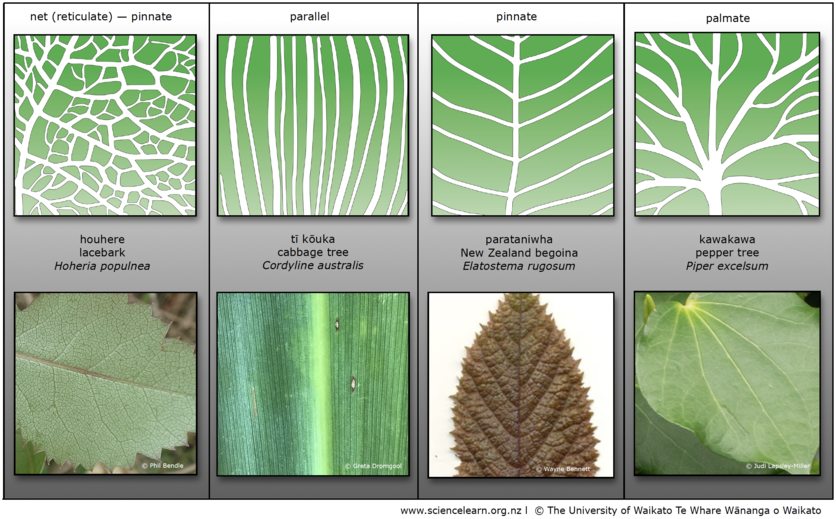 net (reticulate) — pinnate
parallel
pinnate
palmate
houhere
lacebark
Hoheria populnea
tī kōuka
cabbage tree
Cordyline australis
parataniwha
New Zealand begoina
Elatostema rugosum
kawakawa
pepper tree
Piper excelsum
© Phil Bendle
© Greta Dromgool
© Wayne Bennett
© Judi Lapsley-Miller
www.sciencelearn.org.nz | © The University of Waikato Te Whare Wānanga o Waikato